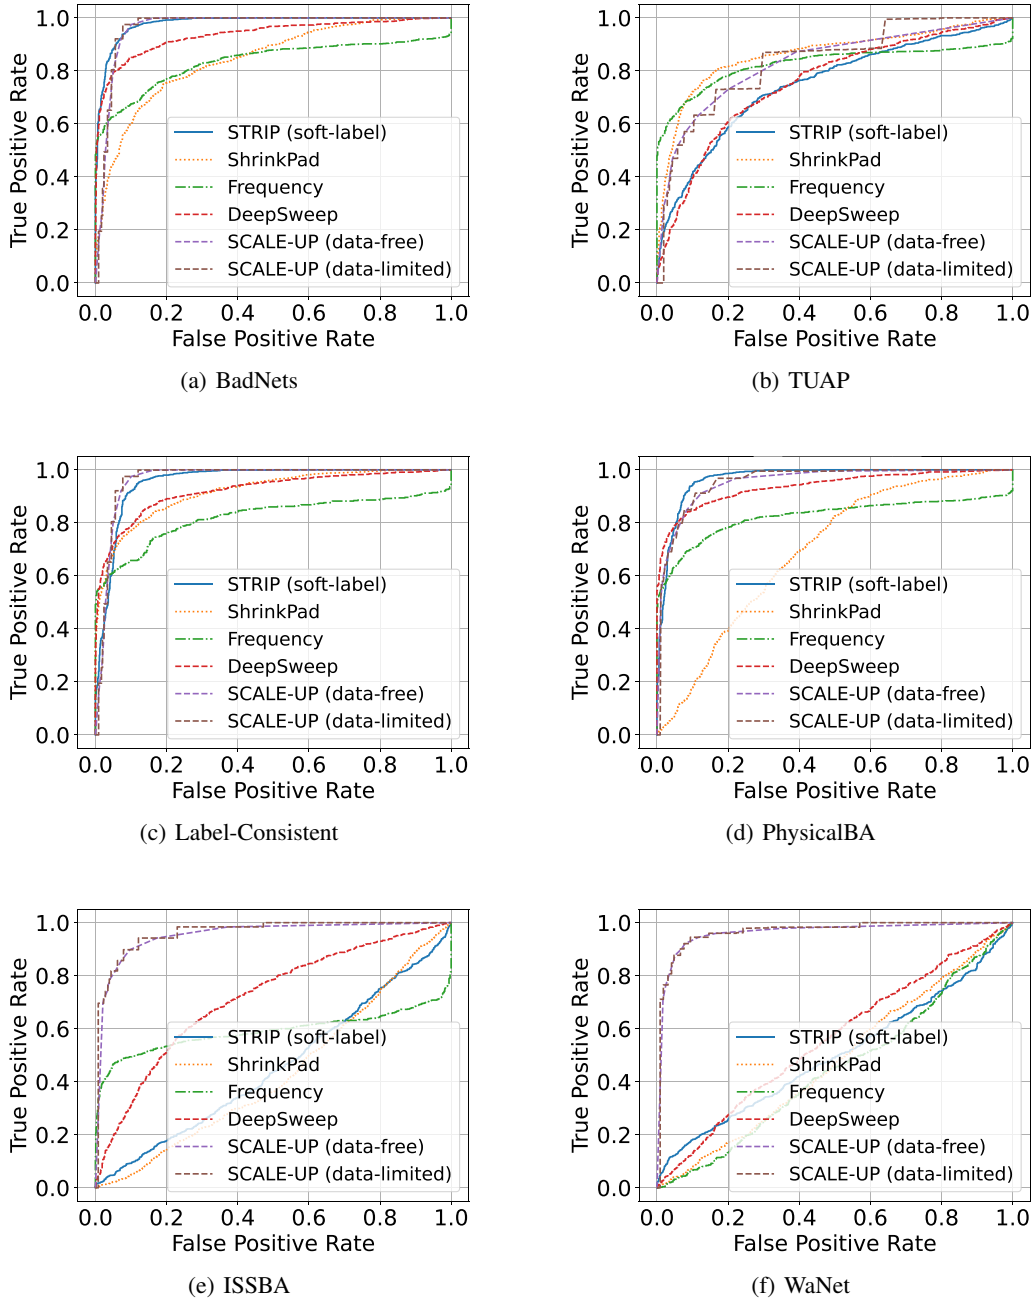 1.0
0.8
0.6
0.4
0.2
0.0
True Positive Rate
STRIP (soft-label)
ShrinkPad
Frequency
DeepSweep
SCALE-UP (data-free)
SCALE-UP (data-limited)
0.0 0.2 0.4 0.6 0.8 1.0
False Positive Rate
(a) BadNets
1.0
0.8
0.6
0.4
0.2
0.0
True Positive Rate
STRIP (soft-label)
ShrinkPad
Frequency
DeepSweep
SCALE-UP (data-free)
SCALE-UP (data-limited)
0.0 0.2 0.4 0.6 0.8 1.0
False Positive Rate
(b) TUAP
1.0
0.8
0.6
0.4
0.2
0.0
True Positive Rate
STRIP (soft-label)
ShrinkPad
Frequency
DeepSweep
SCALE-UP (data-free)
SCALE-UP (data-limited)
0.0 0.2 0.4 0.6 0.8 1.0
False Positive Rate
(c) Label-Consistent
1.0
0.8
0.6
0.4
0.2
0.0
True Positive Rate
STRIP (soft-label)
ShrinkPad
Frequency
DeepSweep
SCALE-UP (data-free)
SCALE-UP (data-limited)
0.0 0.2 0.4 0.6 0.8 1.0
False Positive Rate
(d) PhysicalBA
1.0
0.8
0.6
0.4
0.2
0.0
True Positive Rate
STRIP (soft-label)
ShrinkPad
Frequency
DeepSweep
SCALE-UP (data-free)
SCALE-UP (data-limited)
0.0 0.2 0.4 0.6 0.8 1.0
False Positive Rate
(e) ISSBA
1.0
0.8
0.6
0.4
0.2
0.0
True Positive Rate
STRIP (soft-label)
ShrinkPad
Frequency
DeepSweep
SCALE-UP (data-free)
SCALE-UP (data-limited)
0.0 0.2 0.4 0.6 0.8 1.0
False Positive Rate
(f) WaNet